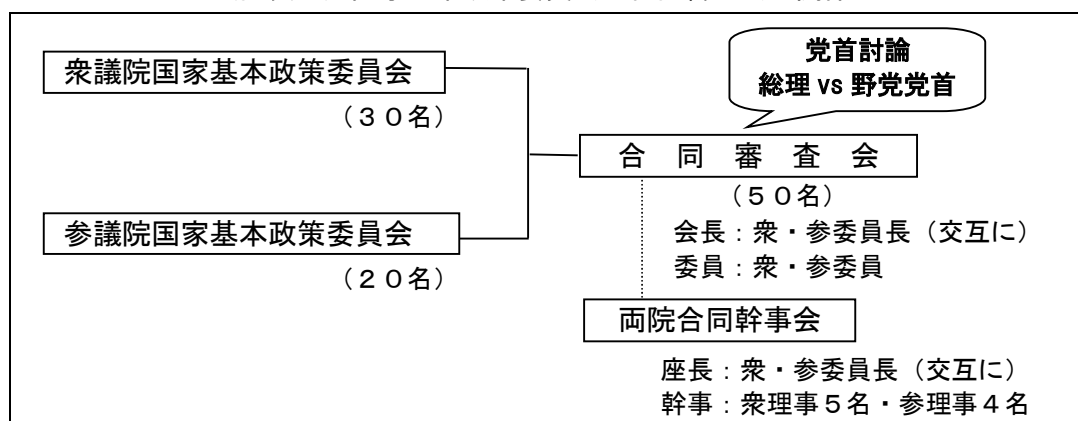 衆議院国家基本政策委員会
(30名)
参議院国家基本政策委員会
(20名)
党首討論
総理 vs 野党党首
合 同 審 査 会
(50名)
会長:衆・参委員長(交互に)
委員:衆・参委員
両院合同幹事会
座長:衆・参委員長(交互に)
幹事:衆理事5名・参理事4名